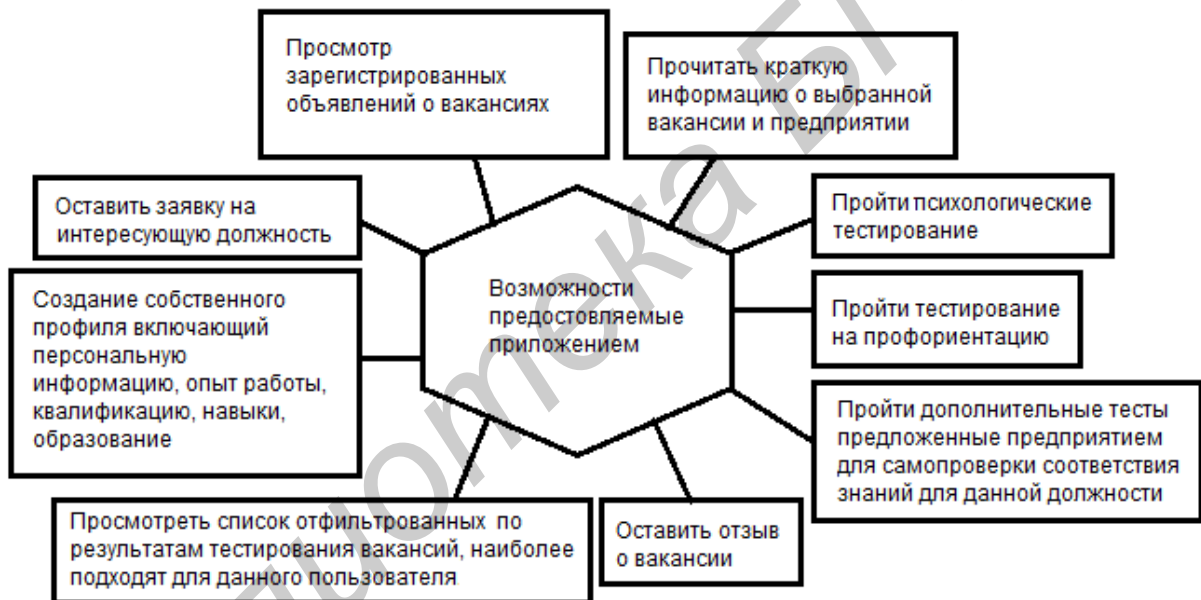 Просмотр
зарегистрированных
объявлений о вакансиях
Прочитать краткую
информацию о выбранной
вакансии и предприятии
Оставить заявку на
интересующую должность
Пройти психологические
тестирование
Создание собственного
профиля включающий
персональную
информацию, опыт работы,
квалификацию, навыки,
образование
Возможности
предостовляемые
приложением
Пройти тестирование
на профориентацию
Пройти дополнительные тесты
предложенные предприятием
для самопроверки соответствия
знаний для данной должности
Просмотреть список отфильтрованных по
результатам тестирования вакансий, наиболее
подходят для данного пользователя
Оставить отзыв
о вакансии